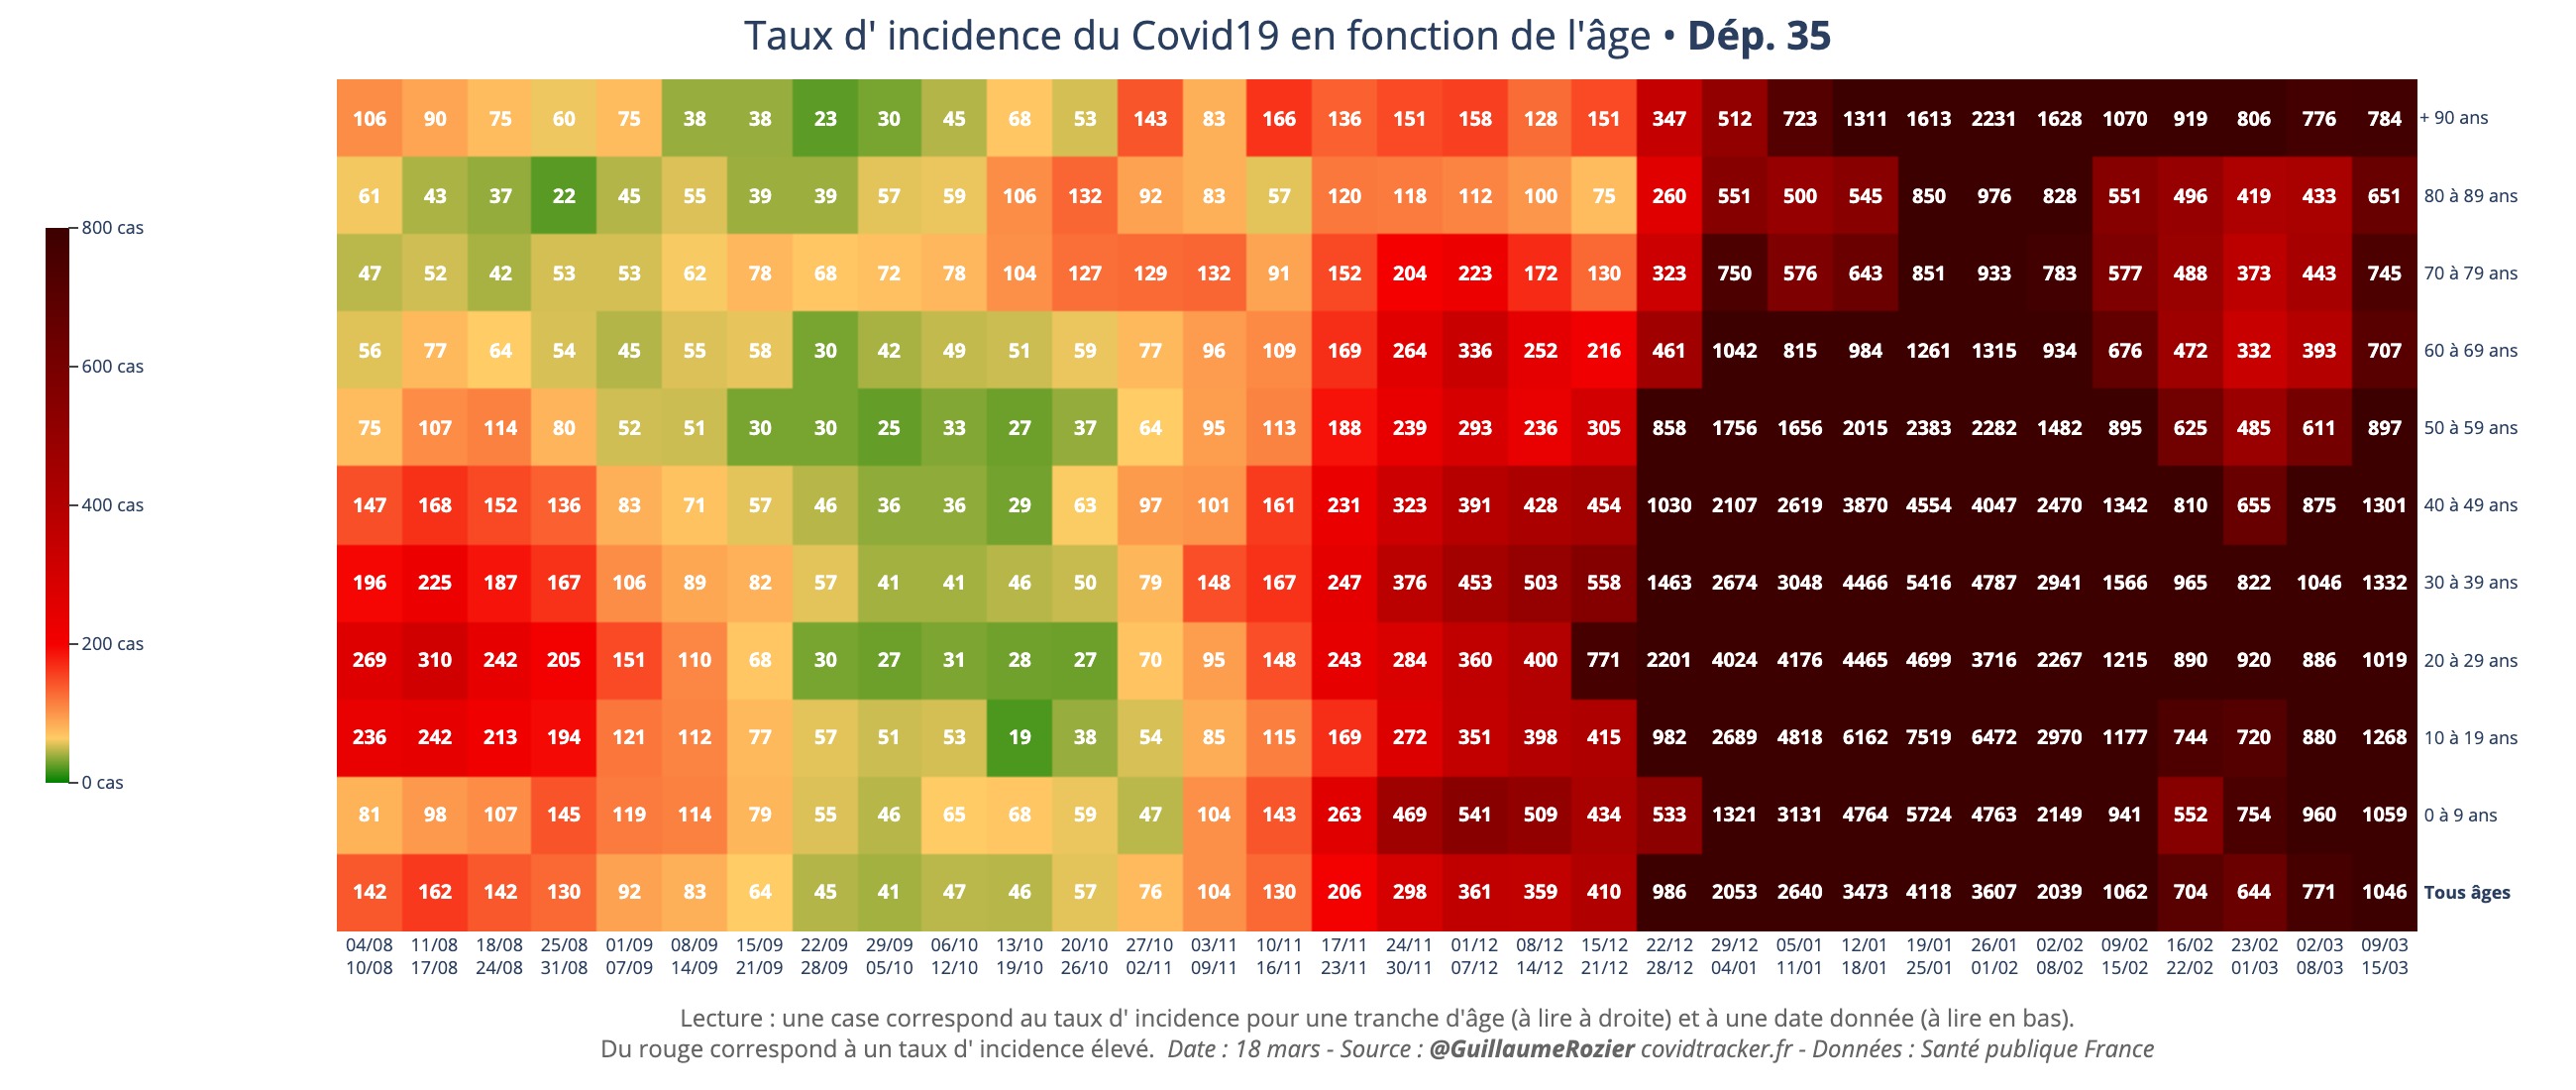 Taux d' incidence du Covid19 en fonction de l'âge • Dép. 35
800 cas
600 cas
400 cas
200 cas
0 cas
106 90 75 60 75 38 38 23 30 45 68 53 143 83 166 136 151 158 128 151 347 512 723 1311 1613 2231 1628 1070 919 806 776 784 + 90 ans
61 43 37 22 45 55 39 39 57 59 106 132 92 83 57 120 118 112 100 75 260 551 500 545 850 976 828 551 496 419 433 651 80 à 89 ans
47 52 42 53 53 62 78 68 72 78 104 127 129 132 91 152 204 223 172 130 323 750 576 643 851 933 783 577 488 373 443 745 70 à 79 ans
56 77 64 54 45 55 58 30 42 49 51 59 77 96 109 169 264 336 252 216 461 1042 815 984 1261 1315 934 676 472 332 393 707 60 à 69 ans
75 107 114 80 52 51 30 30 25 33 27 37 64 95 113 188 239 293 236 305 858 1756 1656 2015 2383 2282 1482 895 625 485 611 897 50 à 59 ans
147 168 152 136 83 71 57 46 36 36 29 63 97 101 161 231 323 391 428 454 1030 2107 2619 3870 4554 4047 2470 1342 810 655 875 1301 40 à 49 ans
196 225 187 167 106 89 82 57 41 41 46 50 79 148 167 247 376 453 503 558 1463 2674 3048 4466 5416 4787 2941 1566 965 822 1046 1332 30 à 39 ans
269 310 242 205 151 110 68 30 27 31 28 27 70 95 148 243 284 360 400 771 2201 4024 4176 4465 4699 3716 2267 1215 890 920 886 1019 20 à 29 ans
236 242 213 194 121 112 77 57 51 53 19 38 54 85 115 169 272 351 398 415 982 2689 4818 6162 7519 6472 2970 1177 744 720 880 1268 10 à 19 ans
81 98 107 145 119 114 79 55 46 65 68 59 47 104 143 263 469 541 509 434 533 1321 3131 4764 5724 4763 2149 941 552 754 960 1059 0 à 9 ans
142 162 142 130 92 83 64 45 41 47 46 57 76 104 130 206 298 361 359 410 986 2053 2640 3473 4118 3607 2039 1062 704 644 771 1046 Tous âges
04/08 11/08 18/08 25/08 01/09 08/09 15/09 22/09 29/09 06/10 13/10 20/10 27/10 03/11 10/11 17/11 24/11 01/12 08/12 15/12 22/12 29/12 05/01 12/01 19/01 26/01 02/02 09/02 16/02 23/02 02/03 09/03
10/08 17/08 24/08 31/08 07/09 14/09 21/09 28/09 05/10 12/10 19/10 26/10 02/11 09/11 16/11 23/11 30/11 07/12 14/12 21/12 28/12 04/01 11/01 18/01 25/01 01/02 08/02 15/02 22/02 01/03 08/03 15/03
Lecture : une case correspond au taux d' incidence pour une tranche d'âge (à lire à droite) et à une date donnée (à lire en bas).
Du rouge correspond à un taux d' incidence élevé. Date : 18 mars - Source : @GuillaumeRozier covidtracker.fr - Données : Santé publique France